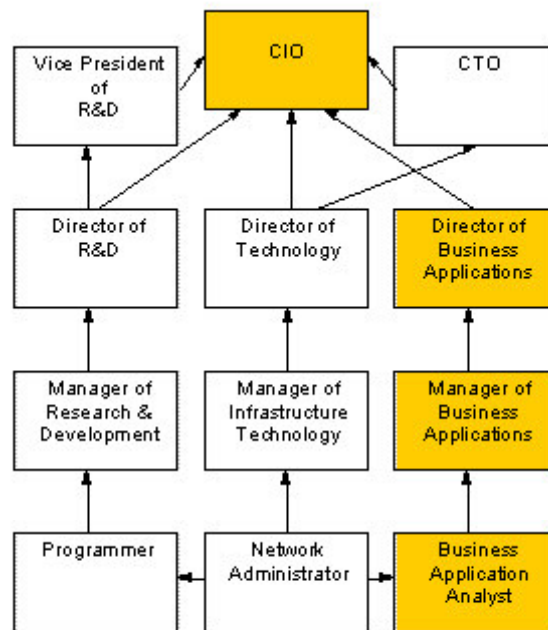 Vice President
of
R&D
CIO
CTO
Director of
R&D
Director of
Technology
Director of
Business
Applications
Manager of
Research &
Development
Manager of
Infrastructure
Technology
Manager of
Business
Applications
Programmer
Network
Administrator
Business
Application
Analyst